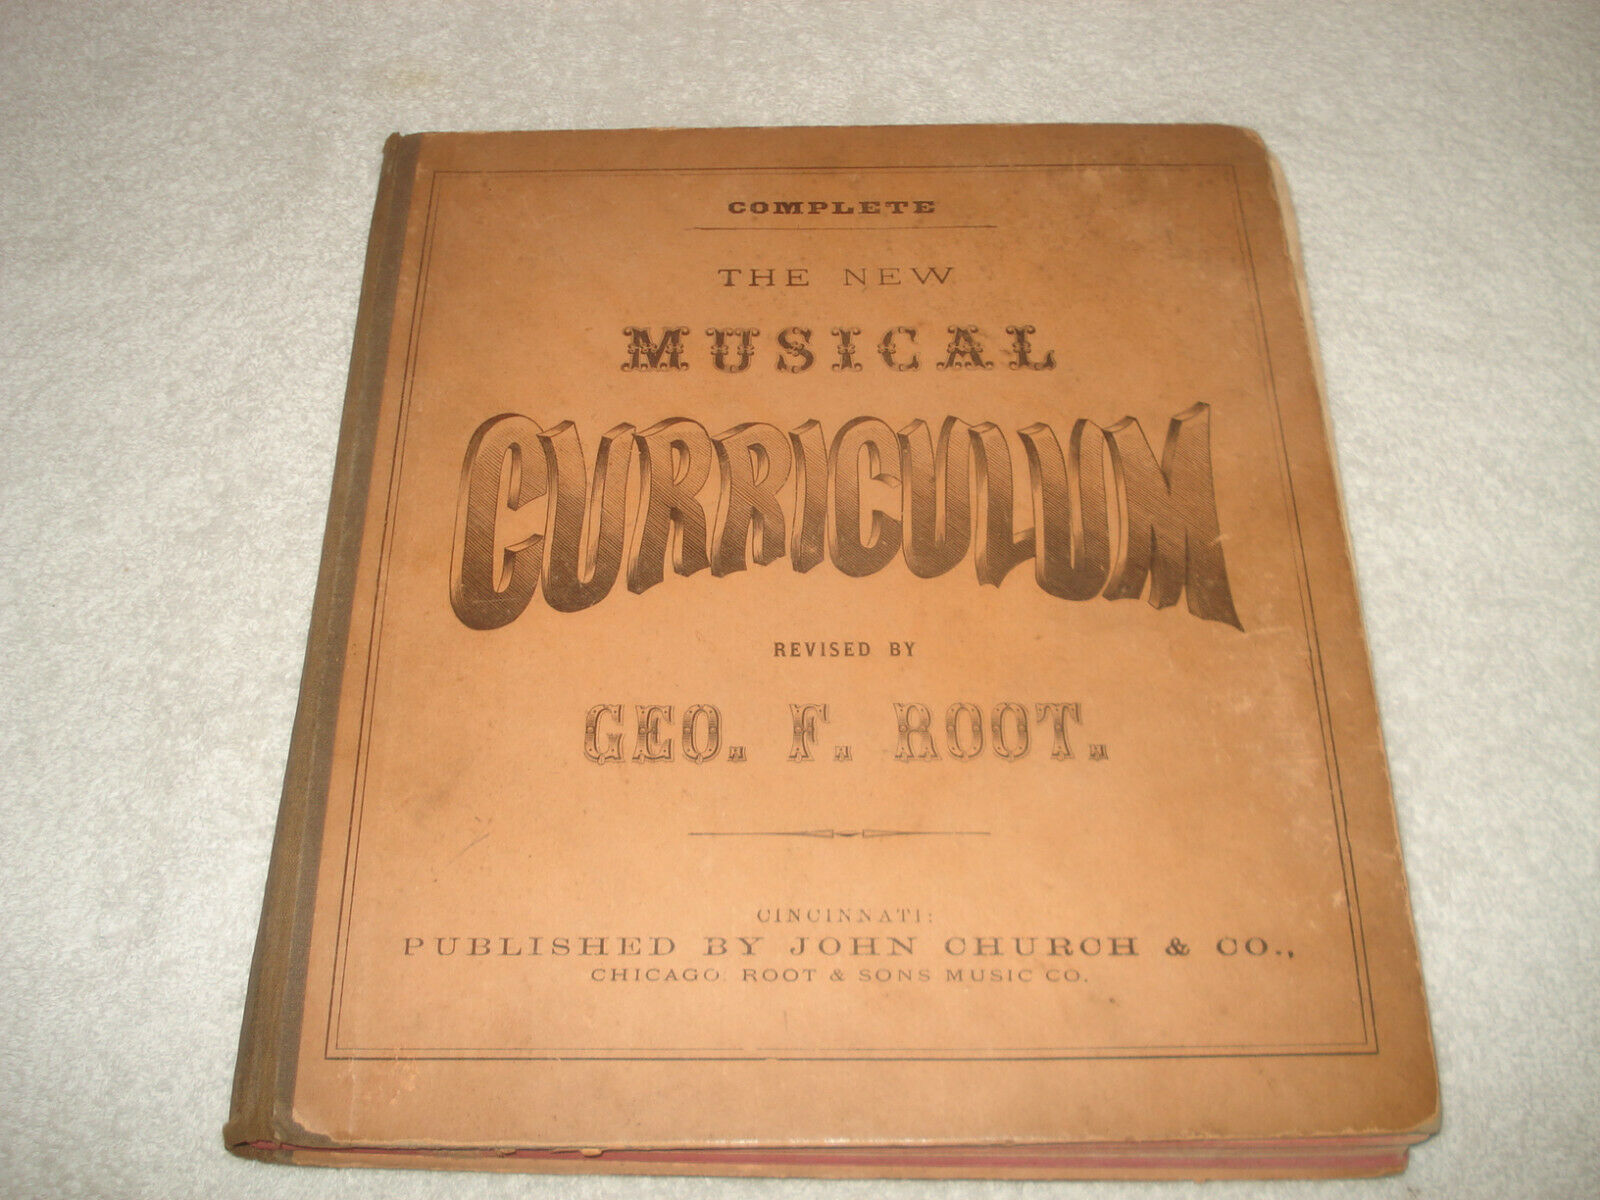 COMPLETE
THE NEW
MUSICAL
CURRICULUM
REVISED BY
GEO. F. ROOT.
CINCINNATI:
PUBLISHED BY JOHN CHURCH & CO.,
CHICAGO: ROOT & SONS MUSIC CO.